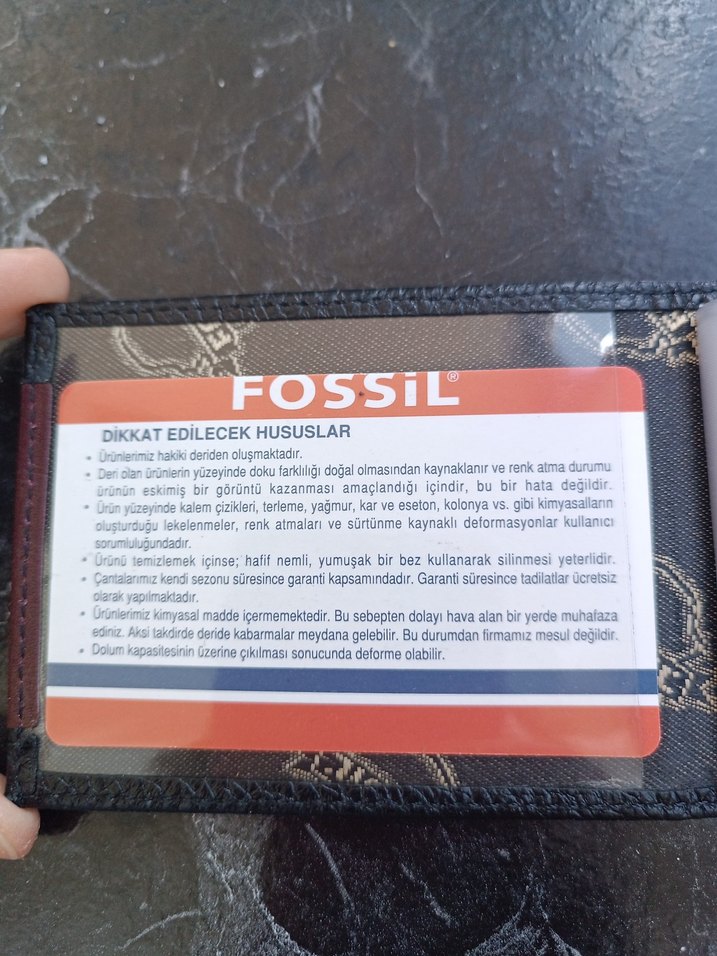 FOSSiL®
DİKKAT EDİLECEK HUSUSLAR
• Ürünlerimiz hakiki deriden oluşmaktadır.
• Deri olan ürünlerin yüzeyinde doku farklılığı doğal olmasından kaynaklanır ve renk atma durumu
ürünün eskimiş bir görüntü kazanması amaçlandığı içindir, bu bir hata değildir.
• Ürün yüzeyinde kalem çizikleri, terleme, yağmur, kar ve eseton, kolonya vs. gibi kimyasalların
oluşturduğu lekelenmeler, renk atmaları ve sürtünme kaynaklı deformasyonlar kullanıcı
sorumluluğundadır.
• Ürünü temizlemek içinse; hafif nemli, yumuşak bir bez kullanarak silinmesi yeterlidir.
• Çantalarımız kendi sezonu süresince garanti kapsamındadır. Garanti süresince tadilatlar ücretsiz
olarak yapılmaktadır.
• Ürünlerimiz kimyasal madde içermemektedir. Bu sebepten dolayı hava alan bir yerde muhafaza
ediniz. Aksi takdirde deride kabarmalar meydana gelebilir. Bu durumdan firmamız mesul değildir.
• Dolum kapasitesinin üzerine çıkılması sonucunda deforme olabilir.